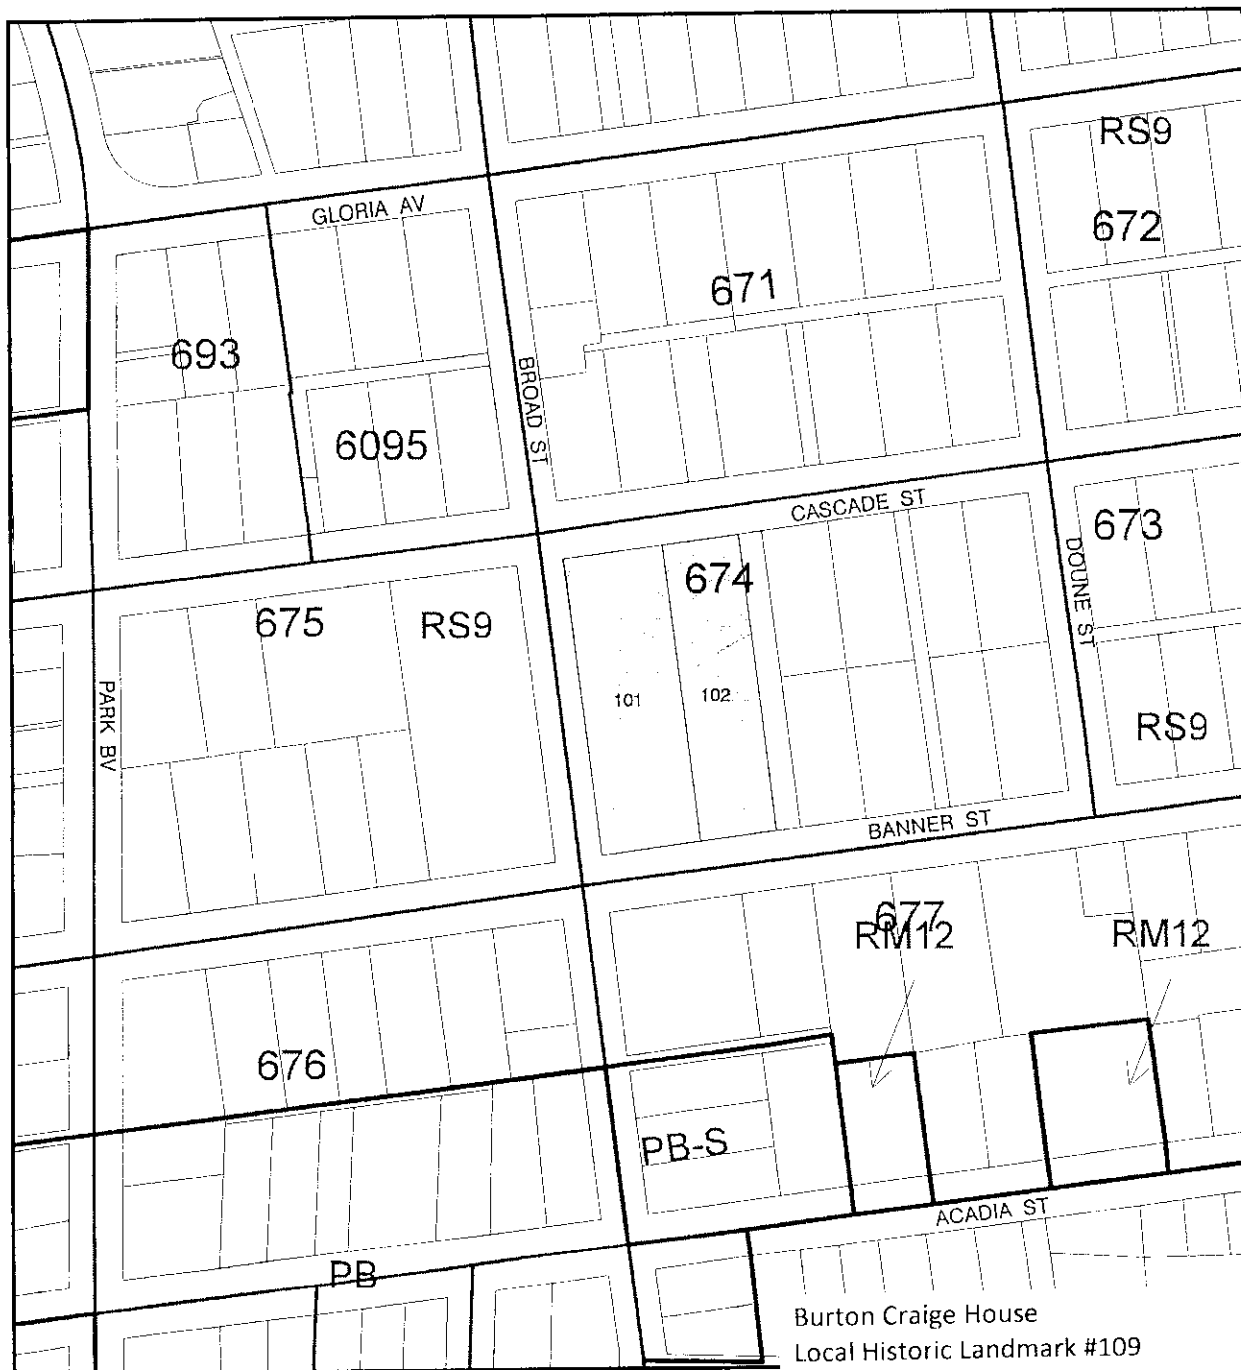 RS9
672
GLORIA AV
671
693
BROAD ST
6095
CASCADE ST
673
674
DOUNE ST
675
RS9
101
102
PARK BV
RS9
BANNER ST
677
RM12
RM12
676
PB-S
ACADIA ST
PB
Burton Craige House
Local Historic Landmark #109